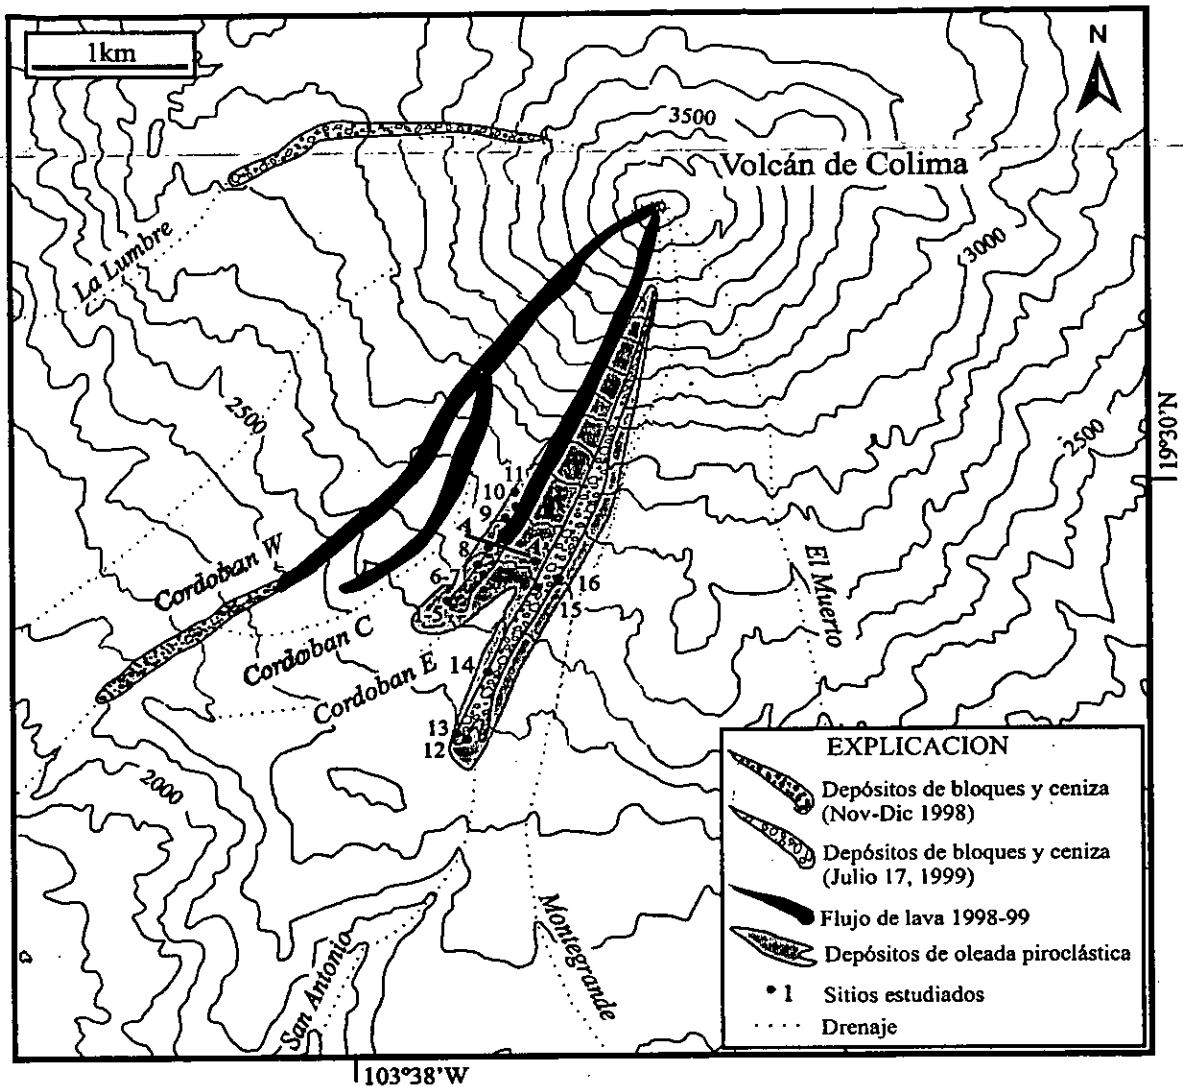 1km
N
3500
Volcán de Colima
La Lumbre
3000
2500
2500
19°30'N
11
10
9
A
8
6-7
1-5
16
15
14
13
12
Cordoban W
Cordoban C
Cordoban E
El Muerto
2000
San Antonio
Montegrande
EXPLICACION
Depósitos de bloques y ceniza
(Nov-Dic 1998)
Depósitos de bloques y ceniza
(Julio 17, 1999)
Flujo de lava 1998-99
Depósitos de oleada piroclástica
1 Sitios estudiados
Drenaje
103°38'W